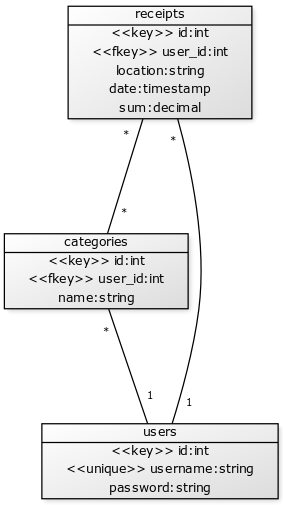 receipts
<<key>> id:int
<<fkey>> user_id:int
location:string
date:timestamp
sum:decimal
*
*
*
categories
<<key>> id:int
<<fkey>> user_id:int
name:string
*
1
1
users
<<key>> id:int
<<unique>> username:string
password:string